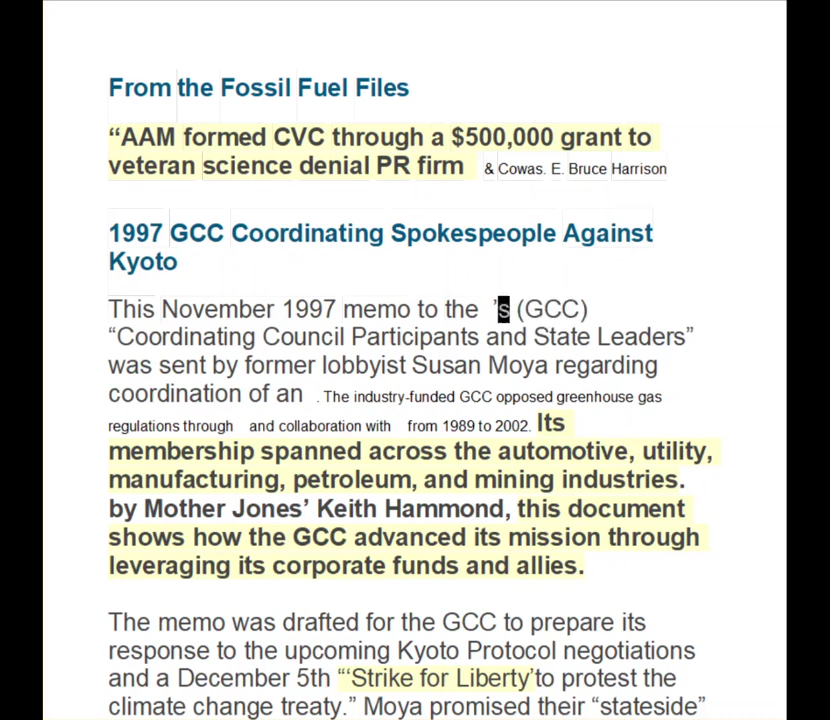 From the Fossil Fuel Files
“AAM formed CVC through a $500,000 grant to
veteran science denial PR firm & Cowas. E. Bruce Harrison
1997 GCC Coordinating Spokespeople Against
Kyoto
This November 1997 memo to the ’s (GCC)
“Coordinating Council Participants and State Leaders”
was sent by former lobbyist Susan Moya regarding
coordination of an . The industry-funded GCC opposed greenhouse gas
regulations through and collaboration with from 1989 to 2002. Its
membership spanned across the automotive, utility,
manufacturing, petroleum, and mining industries.
by Mother Jones’ Keith Hammond, this document
shows how the GCC advanced its mission through
leveraging its corporate funds and allies.
The memo was drafted for the GCC to prepare its
response to the upcoming Kyoto Protocol negotiations
and a December 5th “‘Strike for Liberty’to protest the
climate change treaty.” Moya promised their “stateside”